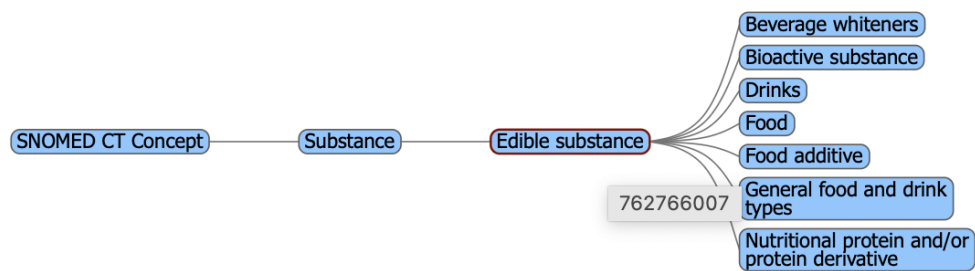 Beverage whiteners
Bioactive substance
Drinks
Food
SNOMED CT Concept
Substance
Edible substance
Food additive
762766007
General food and drink
types
Nutritional protein and/or
protein derivative